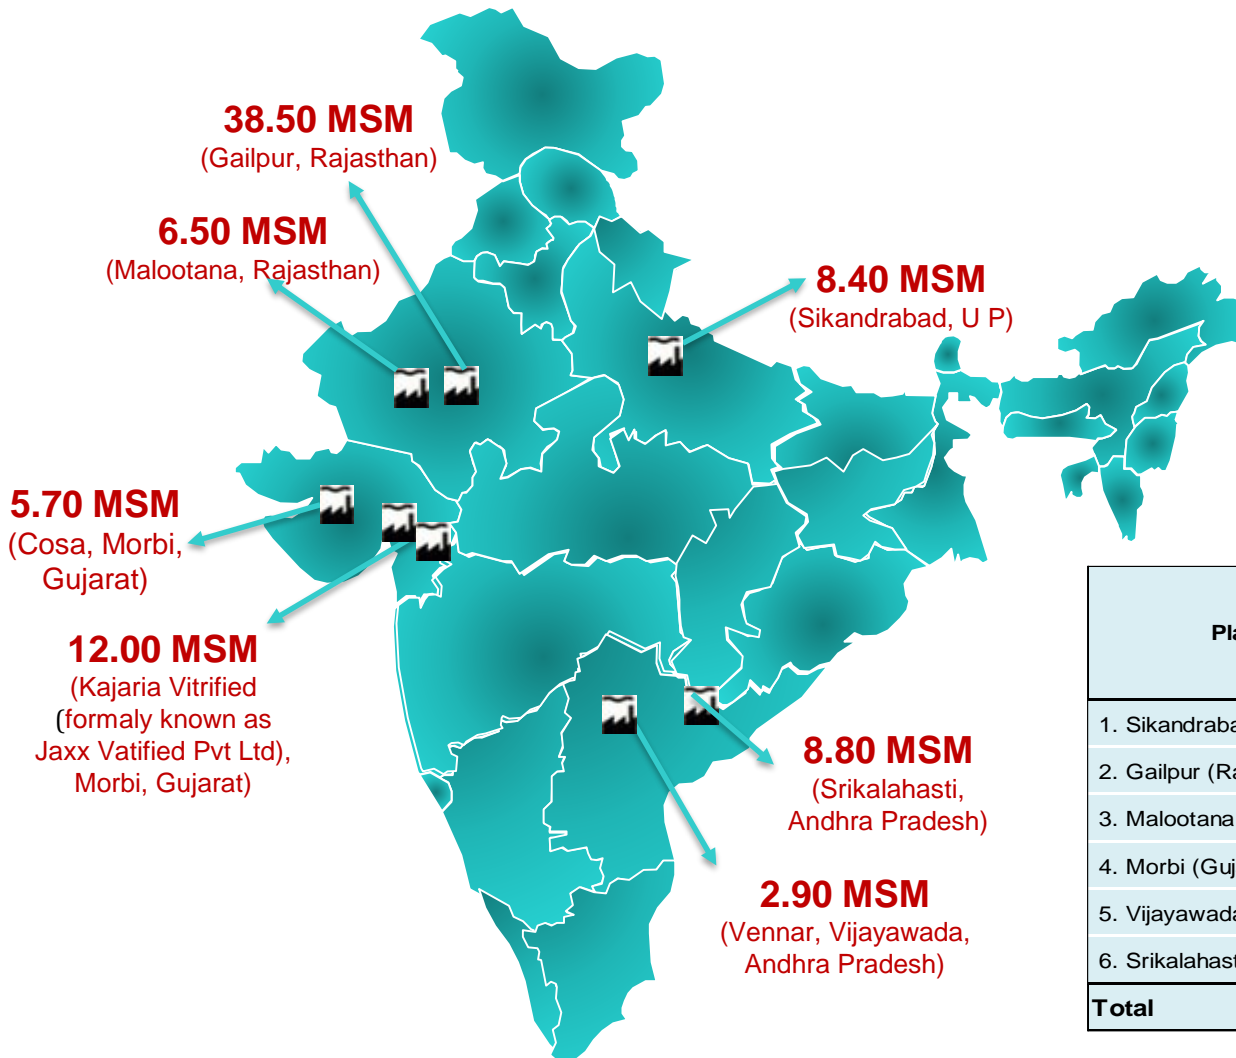 38.50 MSM
(Gailpur, Rajasthan)
6.50 MSM
(Malootana, Rajasthan)
8.40 MSM
(Sikandrabad, U P)
5.70 MSM
(Cosa, Morbi,
Gujarat)
12.00 MSM
(Kajaria Vitrified
(formaly known as
Jaxx Vatified Pvt Ltd),
Morbi, Gujarat)
8.80 MSM
(Srikalahasti,
Andhra Pradesh)
2.90 MSM
(Vennar, Vijayawada,
Andhra Pradesh)
Pla
1. Sikandraba
2. Gailpur (Ra
3. Malootana
4. Morbi (Guj
5. Vijayawada
6. Srikalahast
Total